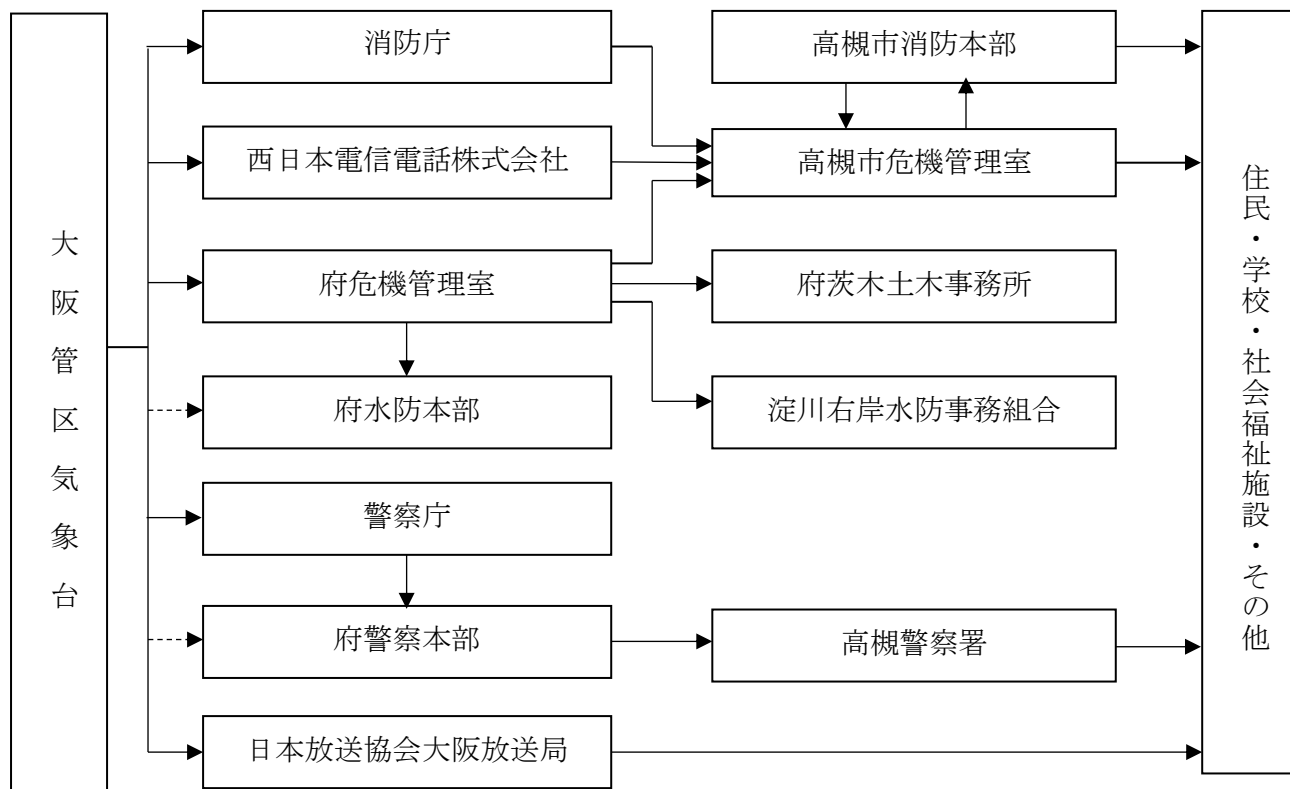 大阪管区気象台
消防庁
西日本電信電話株式会社
府危機管理室
府水防本部
警察庁
府警察本部
日本放送協会大阪放送局
高槻市消防本部
高槻市危機管理室
府茨木土木事務所
淀川右岸水防事務組合
高槻警察署
住民・学校・社会福祉施設・その他